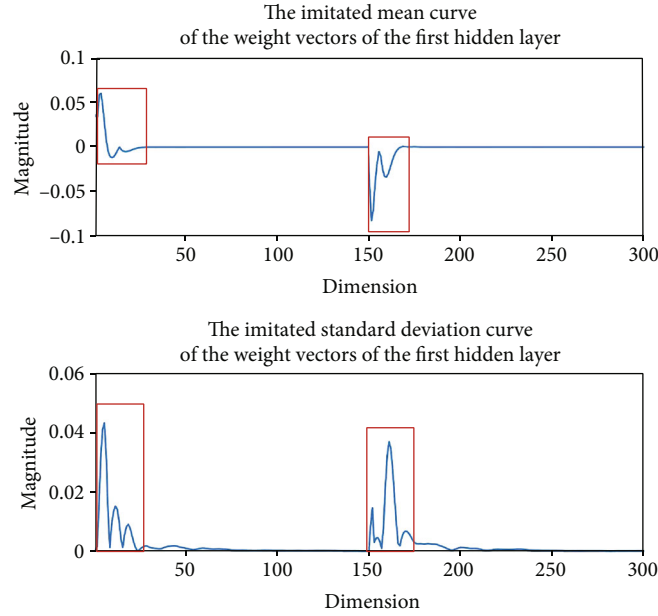 The imitated mean curve
of the weight vectors of the first hidden layer
0.1
0.05
0
−0.05
−0.1
Magnitude
50
100
150
200
250
300
Dimension
The imitated standard deviation curve
of the weight vectors of the first hidden layer
0.06
0.04
0.02
0
Magnitude
50
100
150
200
250
300
Dimension